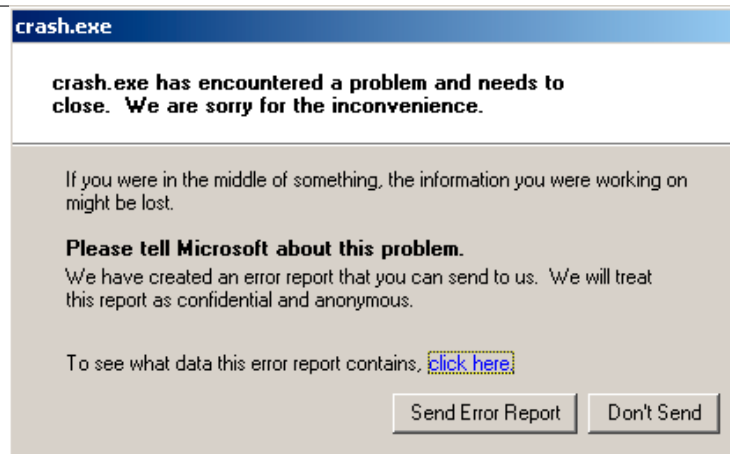 crash.exe
crash.exe has encountered a problem and needs to
close.  We are sorry for the inconvenience.
If you were in the middle of something, the information you were working on
might be lost.
Please tell Microsoft about this problem.
We have created an error report that you can send to us.  We will treat
this report as confidential and anonymous.
To see what data this error report contains, click here.
Send Error Report Don't Send